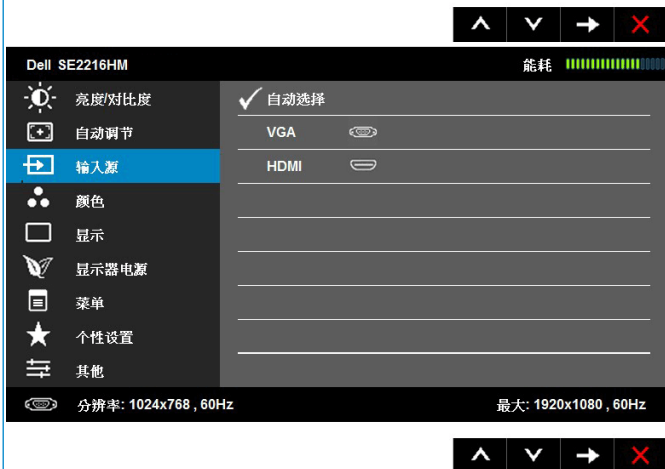 Dell SE2216HM 能耗
亮度/对比度
自动选择
自动调节
VGA
输入源
HDMI
颜色
显示
显示器电源
菜单
个性设置
其他
分辨率: 1024x768 , 60Hz 最大: 1920x1080 , 60Hz